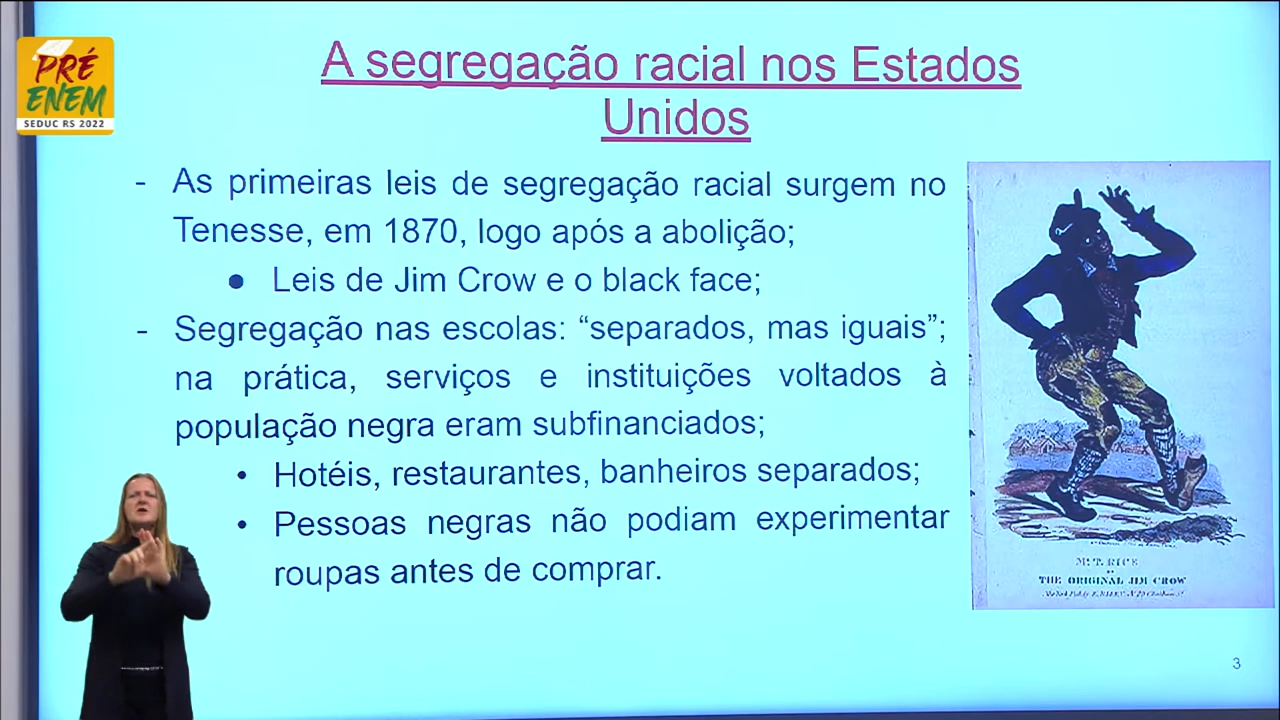 PRÉ
ENEM
SEDUC RS 2022
A segregação racial nos Estados
Unidos
- As primeiras leis de segregação racial surgem no
Tenesse, em 1870, logo após a abolição;
● Leis de Jim Crow e o black face;
- Segregação nas escolas: “separados, mas iguais”;
na prática, serviços e instituições voltados à
população negra eram subfinanciados;
• Hotéis, restaurantes, banheiros separados;
• Pessoas negras não podiam experimentar
roupas antes de comprar.
Mr. T. RICE
THE ORIGINAL JIM CROW
3